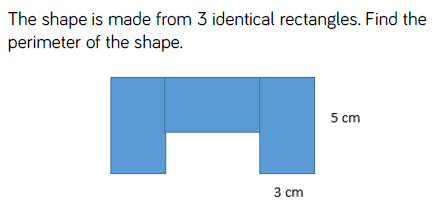 The shape is made from 3 identical rectangles. Find the
perimeter of the shape.
5 cm
3 cm